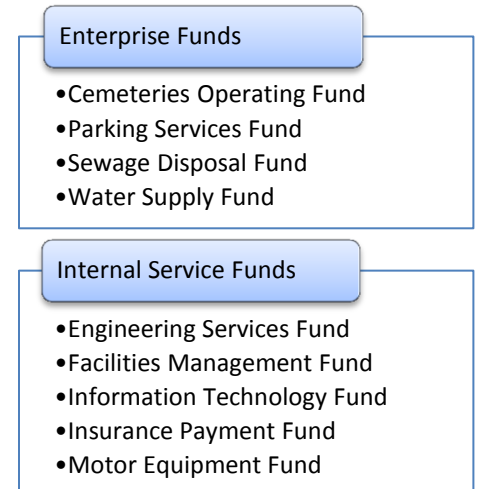 Enterprise Funds
•Cemeteries Operating Fund
•Parking Services Fund
•Sewage Disposal Fund
•Water Supply Fund
Internal Service Funds
•Engineering Services Fund
•Facilities Management Fund
•Information Technology Fund
•Insurance Payment Fund
•Motor Equipment Fund